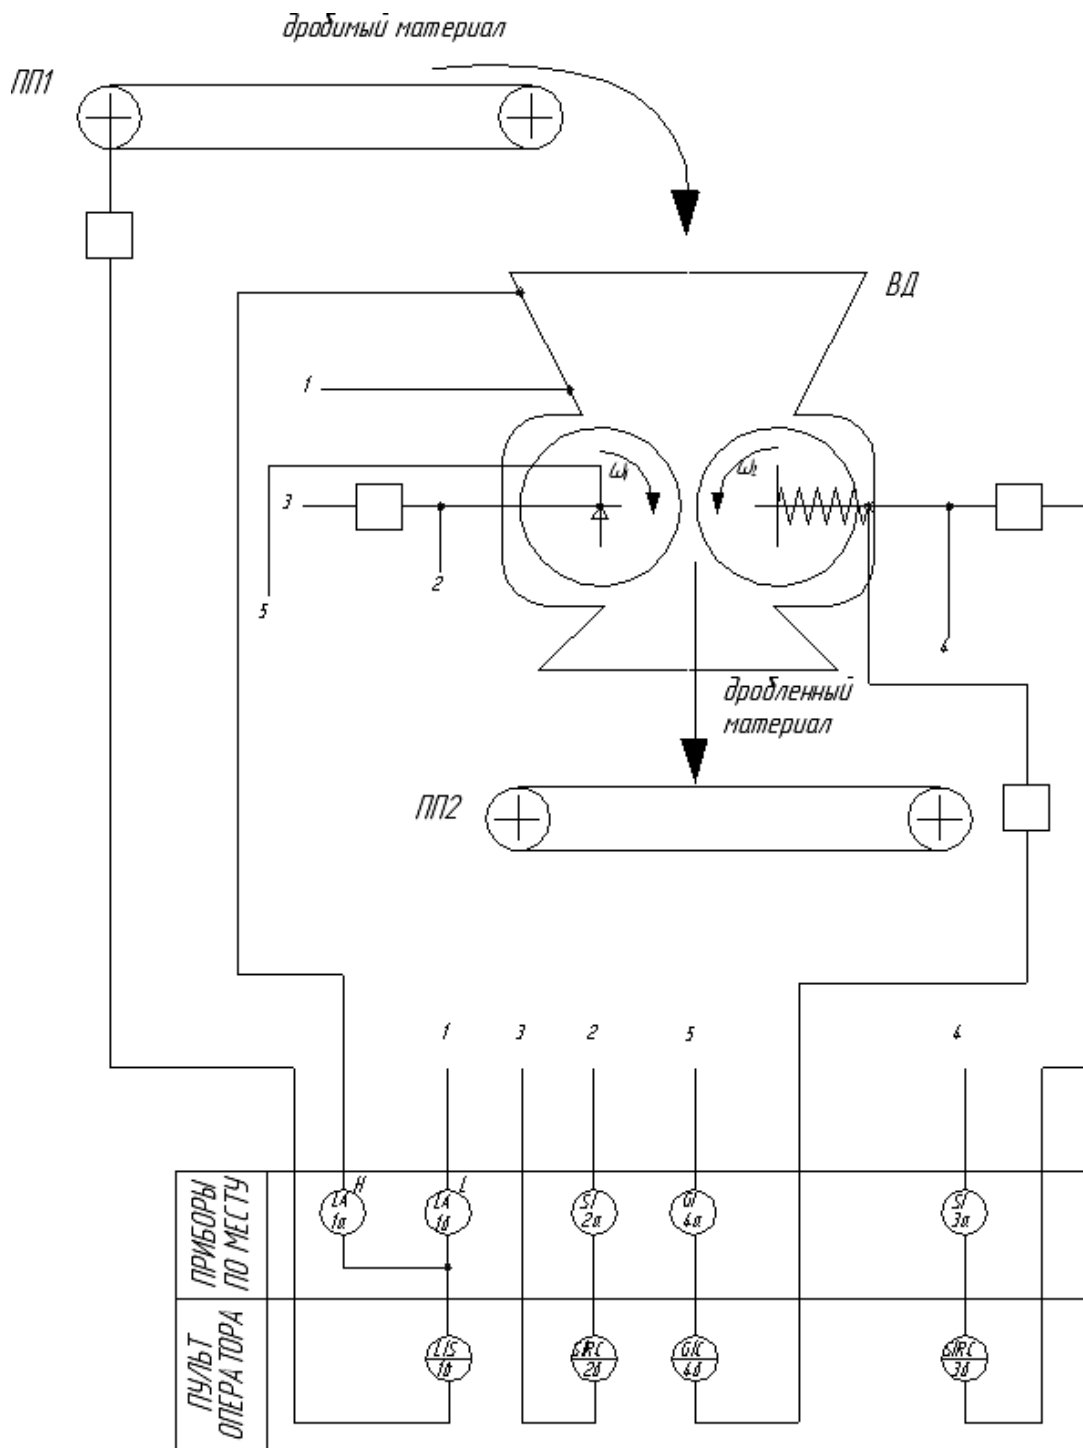 дробимый материал
ПП1
ВД
1
ω₁
ω₂
3
2
5
4
дробленный
материал
ПП2
1
3
2
5
4
ПРИБОРЫ
ПО МЕСТУ
H
LA
1а
L
LA
1б
SI
2а
GI
4а
SI
3а
ПУЛЬТ
ОПЕРАТОРА
LIS
SIRC
2б
GIC
4б
SIRC
3б